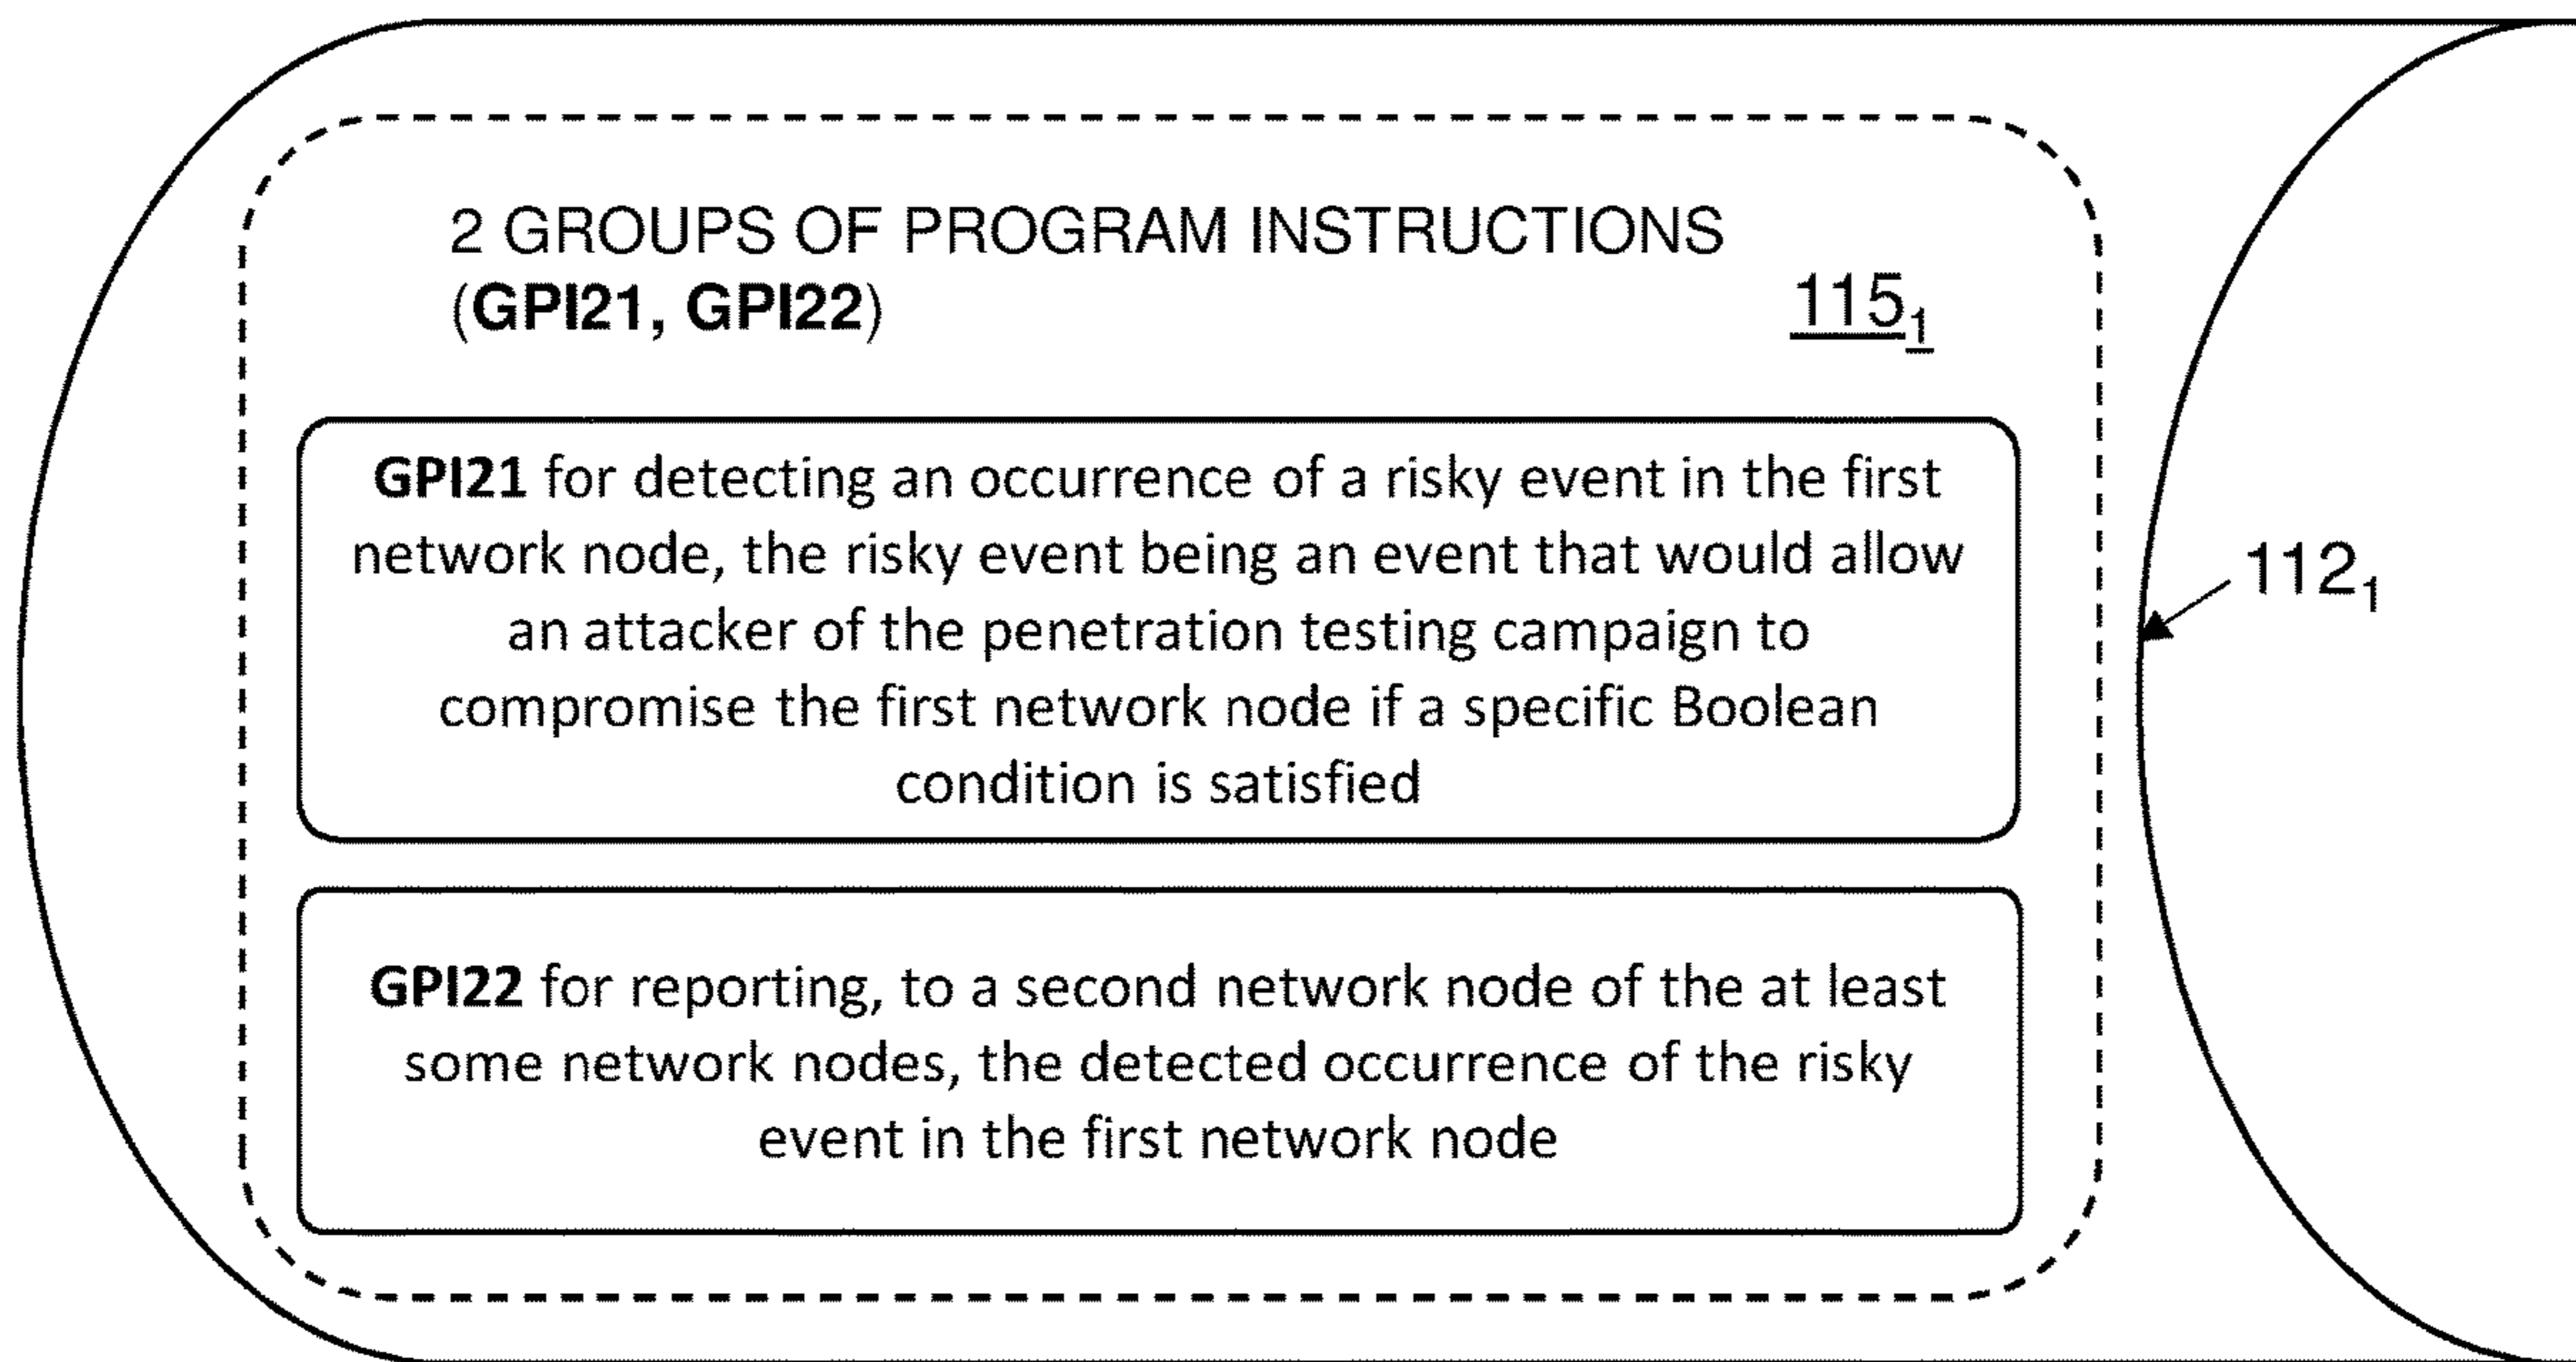 2 GROUPS OF PROGRAM INSTRUCTIONS
(GPI21, GPI22)
115₁
GPI21 for detecting an occurrence of a risky event in the first
network node, the risky event being an event that would allow
an attacker of the penetration testing campaign to
compromise the first network node if a specific Boolean
condition is satisfied
112₁
GPI22 for reporting, to a second network node of the at least
some network nodes, the detected occurrence of the risky
event in the first network node